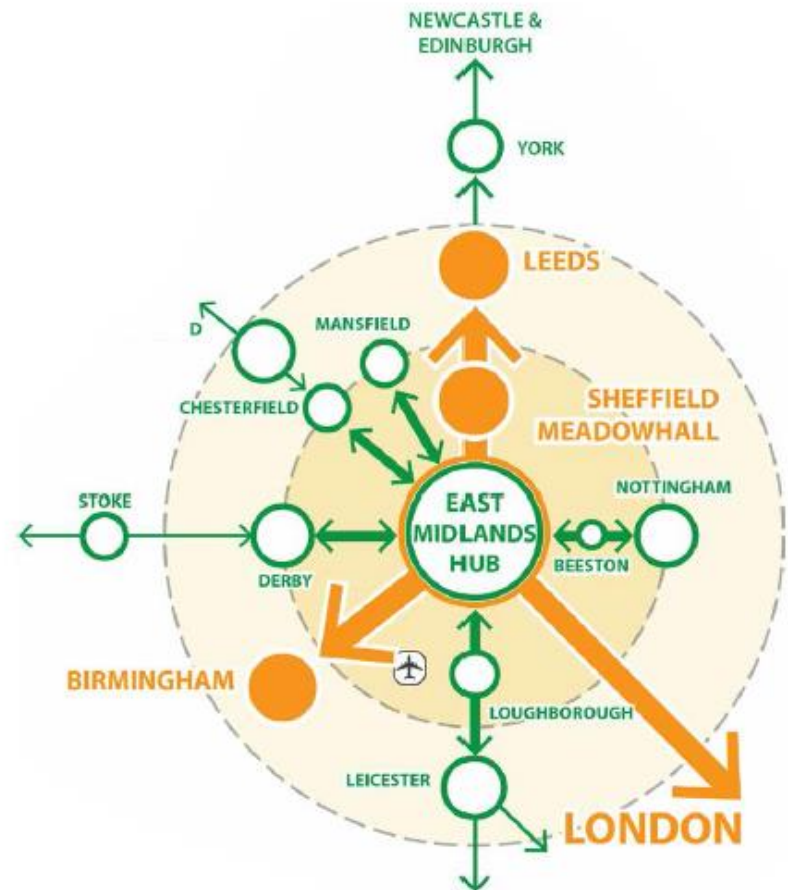 NEWCASTLE &
EDINBURGH
YORK
LEEDS
D
MANSFIELD
CHESTERFIELD
SHEFFIELD
MEADOWHALL
STOKE
EAST
MIDLANDS
HUB
NOTTINGHAM
DERBY
BEESTON
BIRMINGHAM
LOUGHBOROUGH
LEICESTER
LONDON